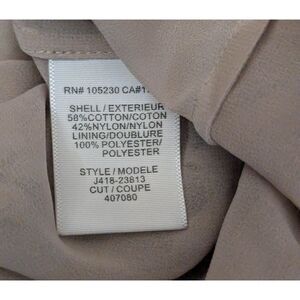 RN# 105230 CA#1
SHELL / EXTERIEUR
58%COTTON/COTON
42%NYLON/NYLON
LINING/DOUBLURE
100% POLYESTER/
POLYESTER
STYLE / MODELE
J418-23813
CUT / COUPE
407080